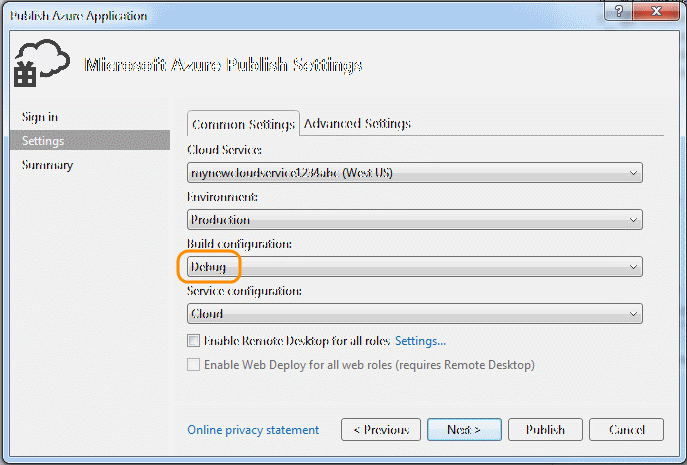 Publish Azure Application
Microsoft Azure Publish Settings
Sign in
Settings
Summary
Common Settings
Advanced Settings
Cloud Service:
mynewcloudservice1234abc (West US)
Environment:
Production
Build configuration:
Debug
Service configuration:
Cloud
Enable Remote Desktop for all roles Settings...
Enable Web Deploy for all web roles (requires Remote Desktop)
Online privacy statement
< Previous
Next >
Publish
Cancel